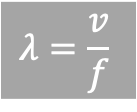 λ = v/f